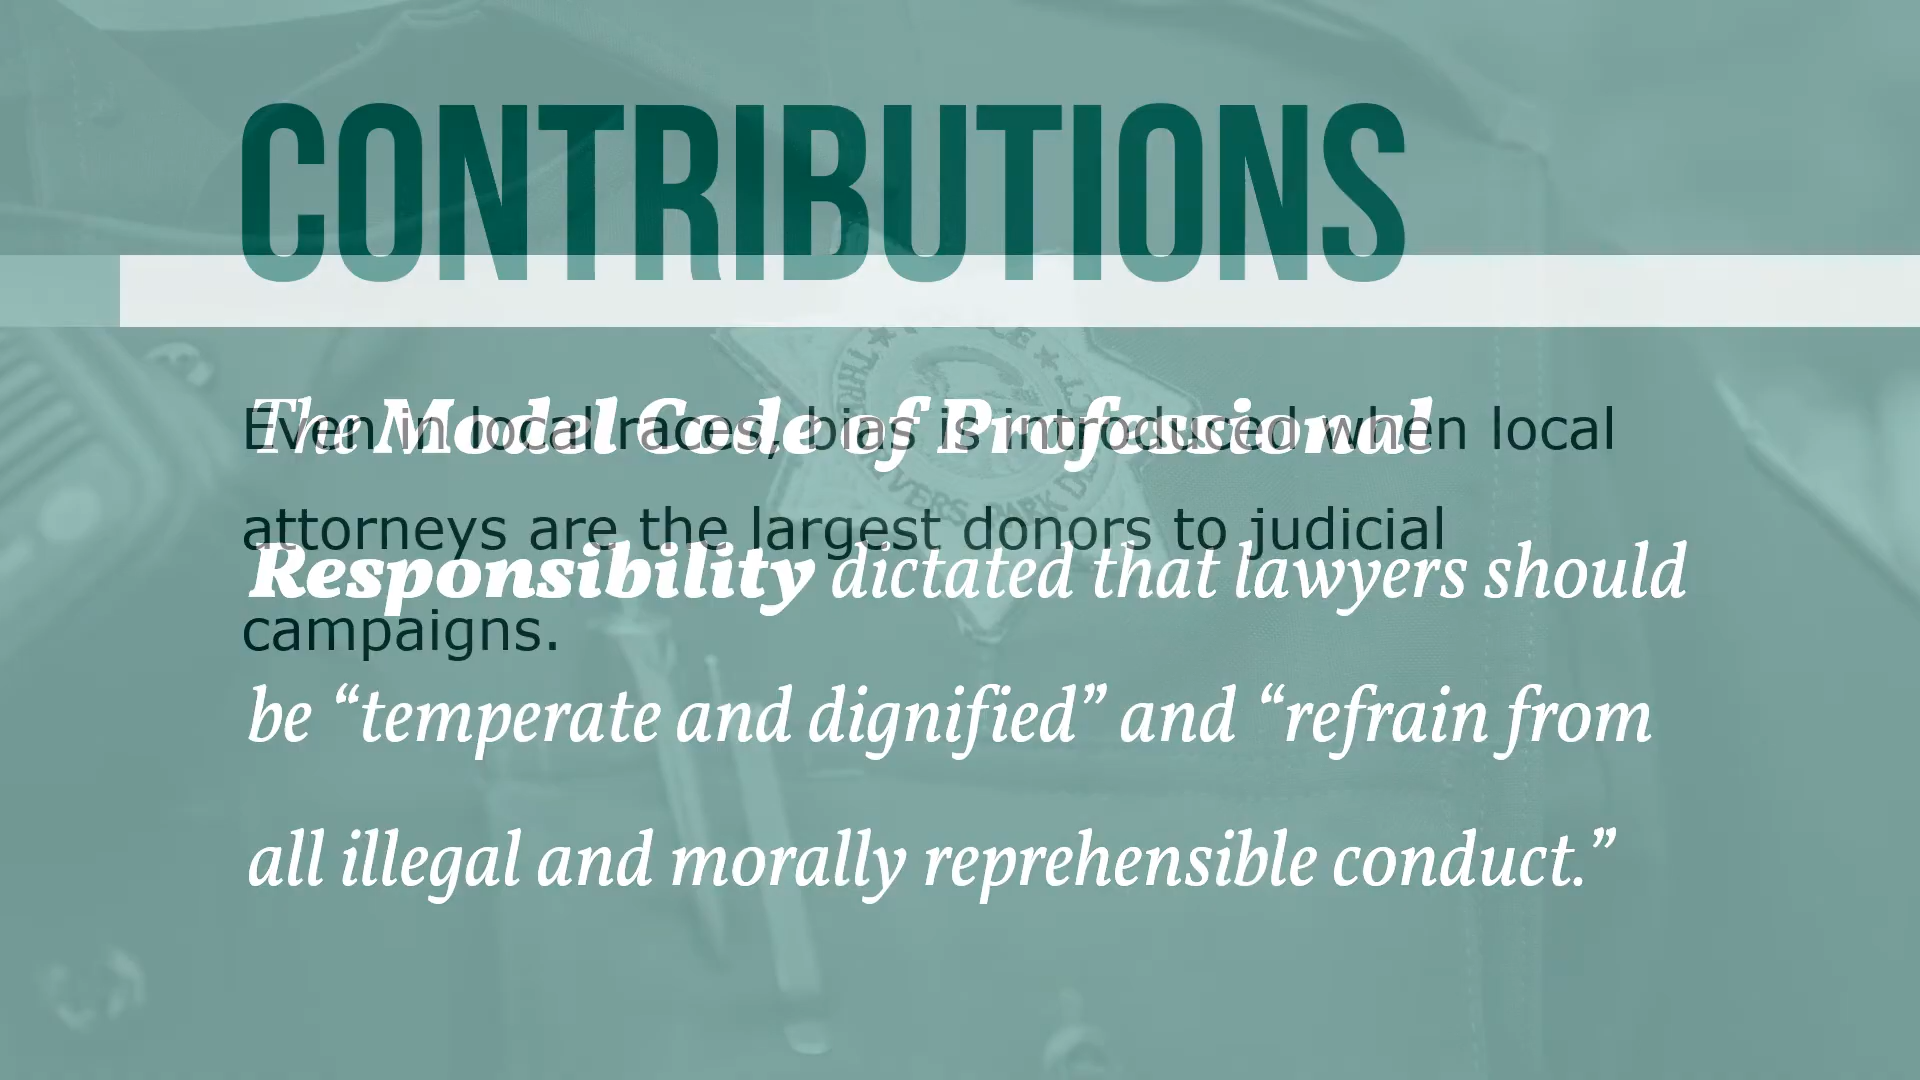 CONTRIBUTIONS
Even in local races, bias is introduced when local
attorneys are the largest donors to judicial
campaigns.
The Model Code of Professional
Responsibility dictated that lawyers should
be “temperate and dignified” and “refrain from
all illegal and morally reprehensible conduct.”
PARK